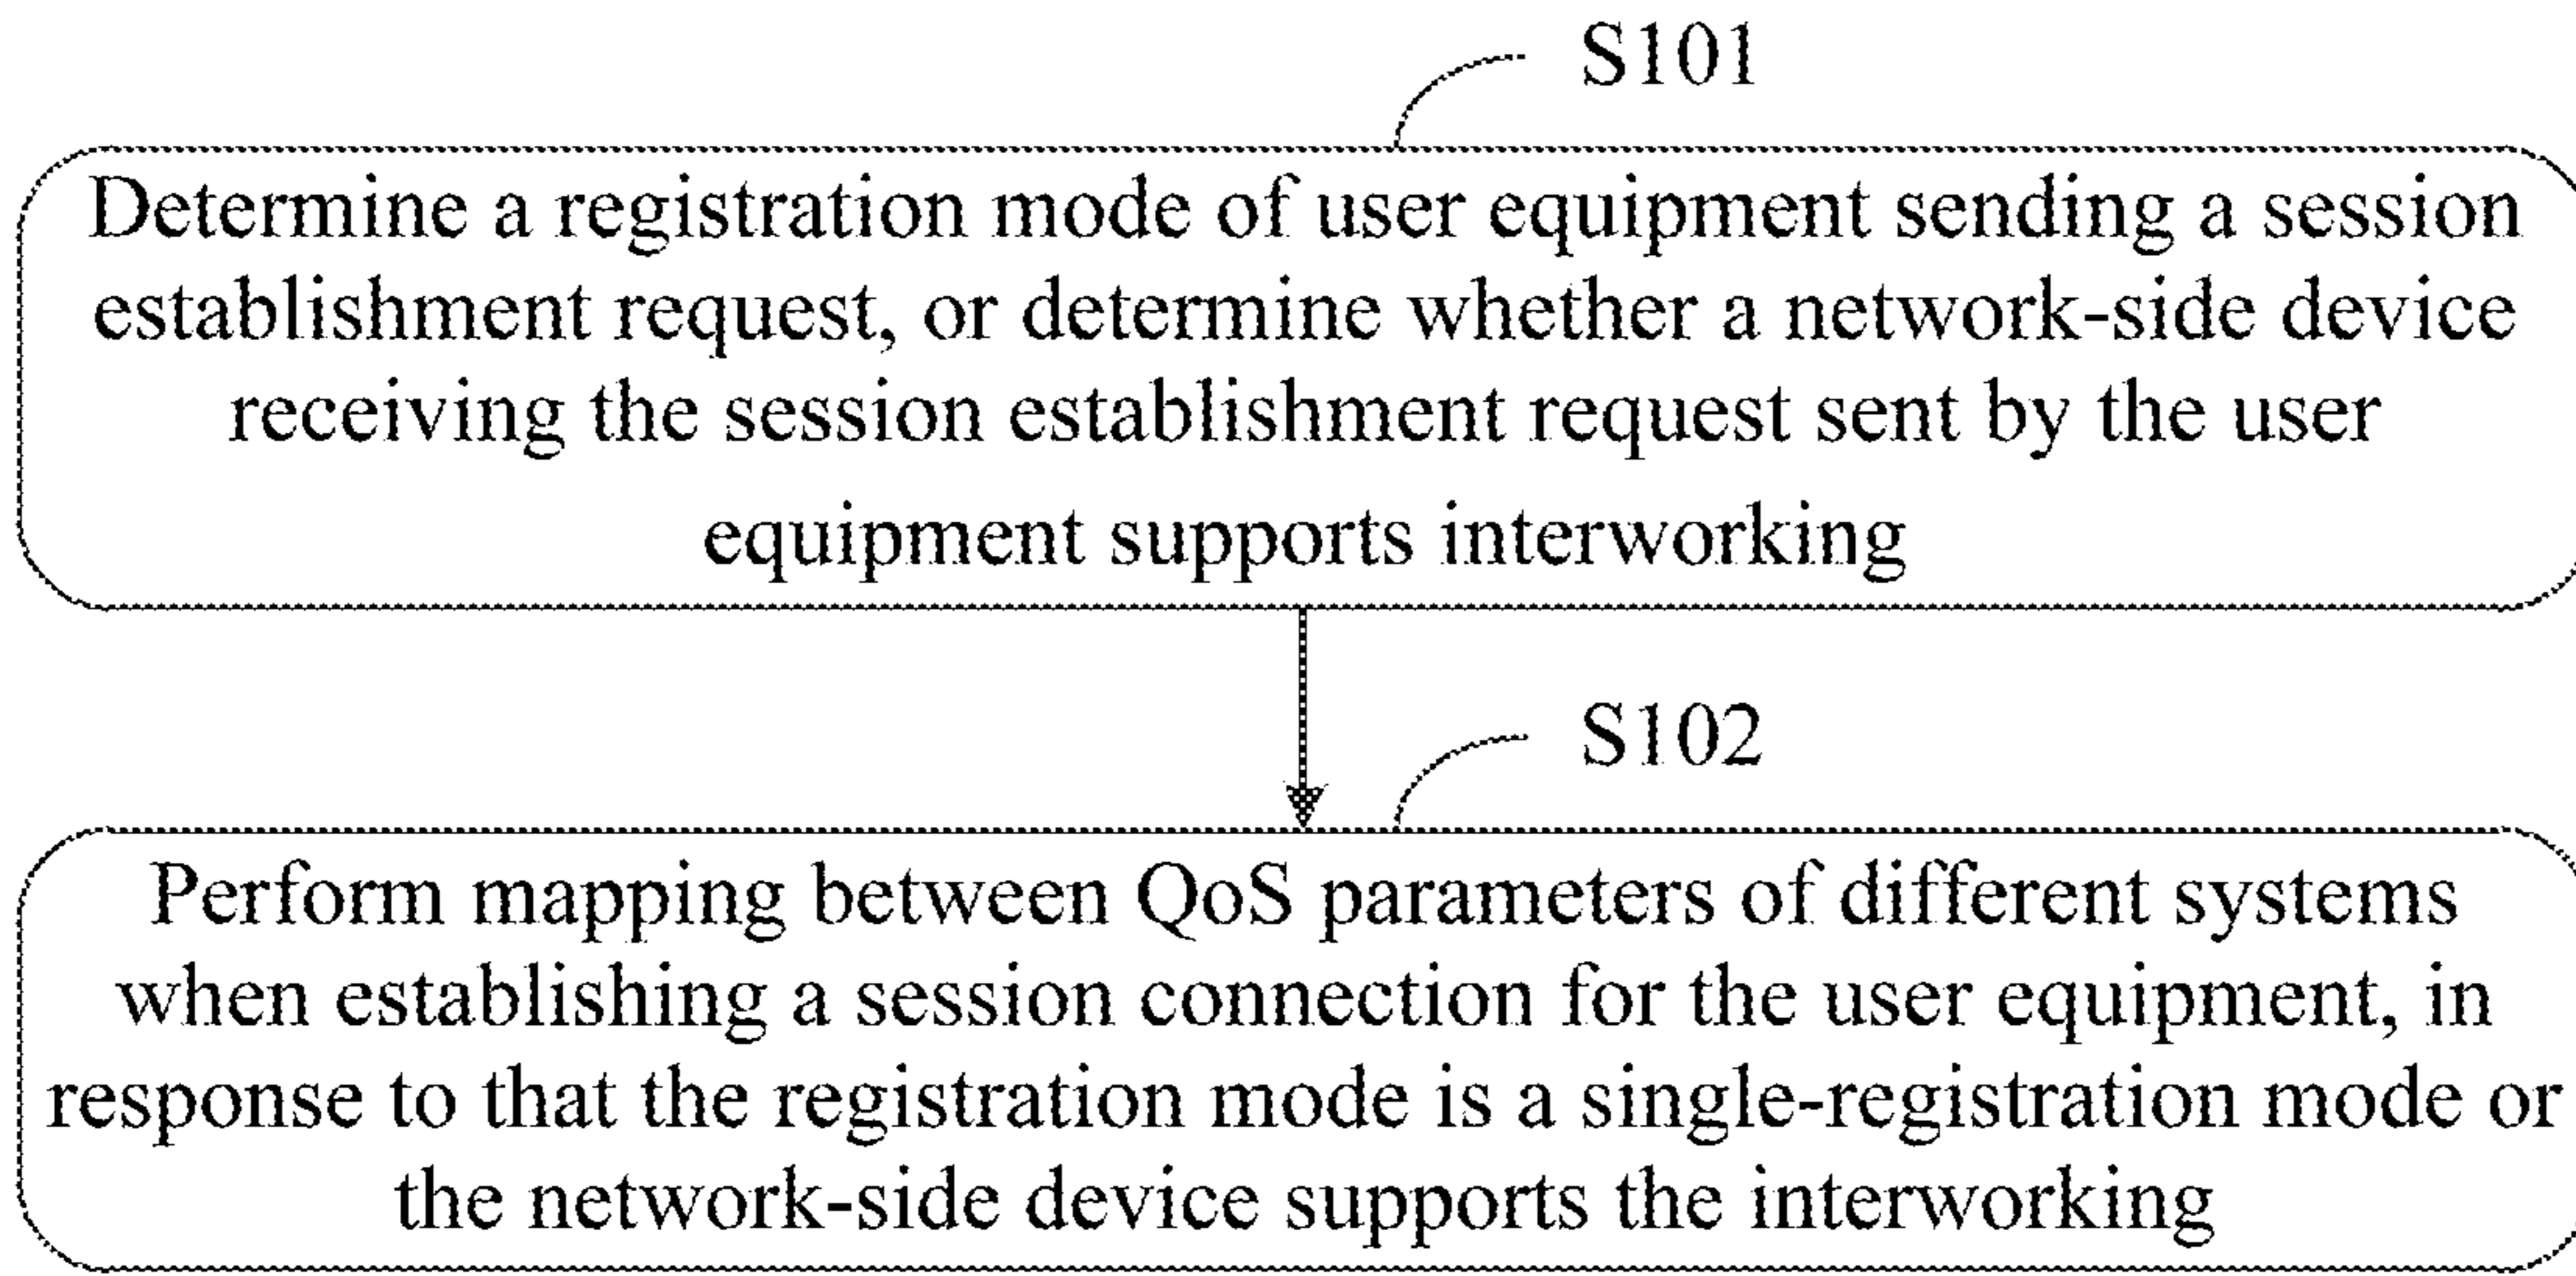 S101
Determine a registration mode of user equipment sending a session
establishment request, or determine whether a network-side device
receiving the session establishment request sent by the user
equipment supports interworking
S102
Perform mapping between QoS parameters of different systems
when establishing a session connection for the user equipment, in
response to that the registration mode is a single-registration mode or
the network-side device supports the interworking